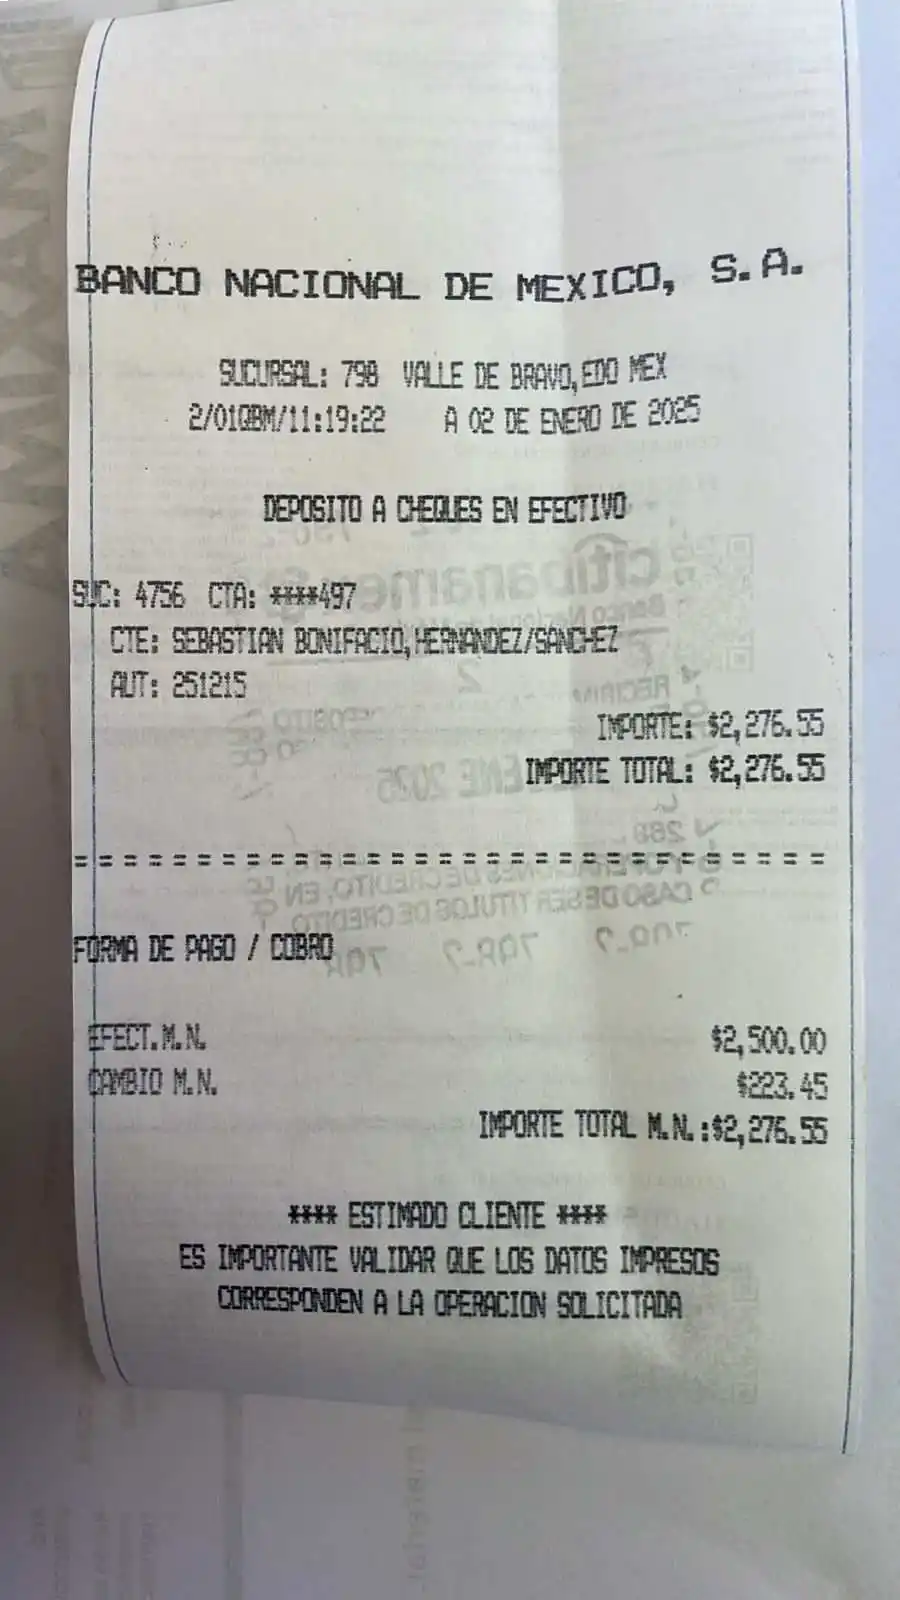 BANCO NACIONAL DE MEXICO, S.A.
SUCURSAL: 798 VALLE DE BRAVO,EDO MEX
2/01QBM/11:19:22 A 02 DE ENERO DE 2025
DEPOSITO A CHEQUES EN EFECTIVO
SUC: 4756 CTA: ****497
CTE: SEBASTIAN BONIFACIO,HERNANDEZ/SANCHEZ
AUT: 251215
IMPORTE: $2,276.55
IMPORTE TOTAL: $2,276.55
================================
FORMA DE PAGO / COBRO
EFECT.M.N. $2,500.00
CAMBIO M.N. $223.45
IMPORTE TOTAL M.N.:$2,276.55
**** ESTIMADO CLIENTE ****
ES IMPORTANTE VALIDAR QUE LOS DATOS IMPRESOS
CORRESPONDEN A LA OPERACION SOLICITADA